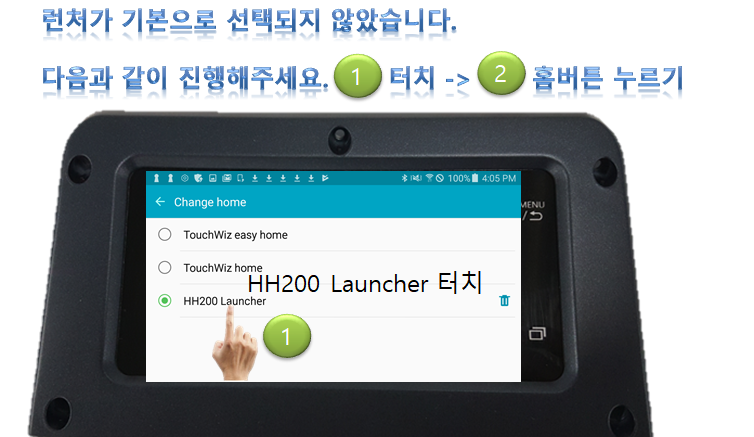 런처가 기본으로 선택되지 않았습니다.
다음과 같이 진행해주세요. 1 터치 -> 2 홈버튼 누르기
100% 4:05 PM
Change home
MENU
TouchWiz easy home
TouchWiz home
HH200 Launcher 터치
HH200 Launcher
1